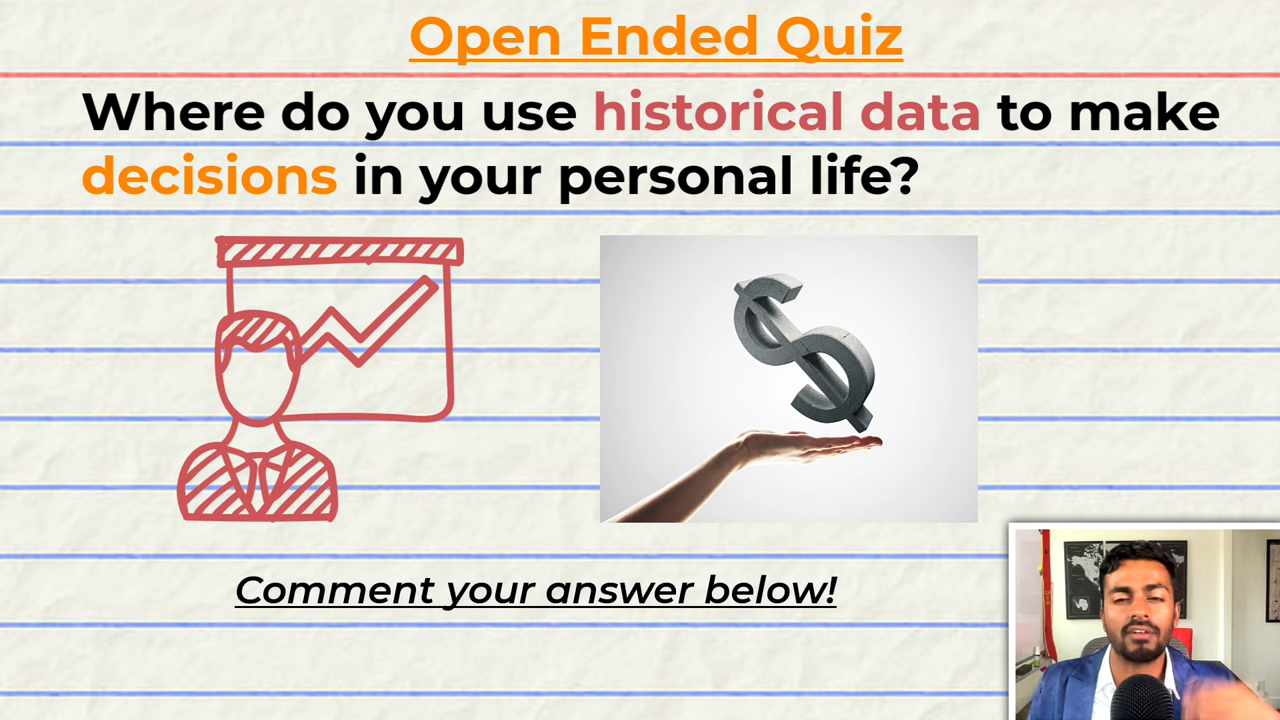 Open Ended Quiz
Where do you use historical data to make
decisions in your personal life?
Comment your answer below!